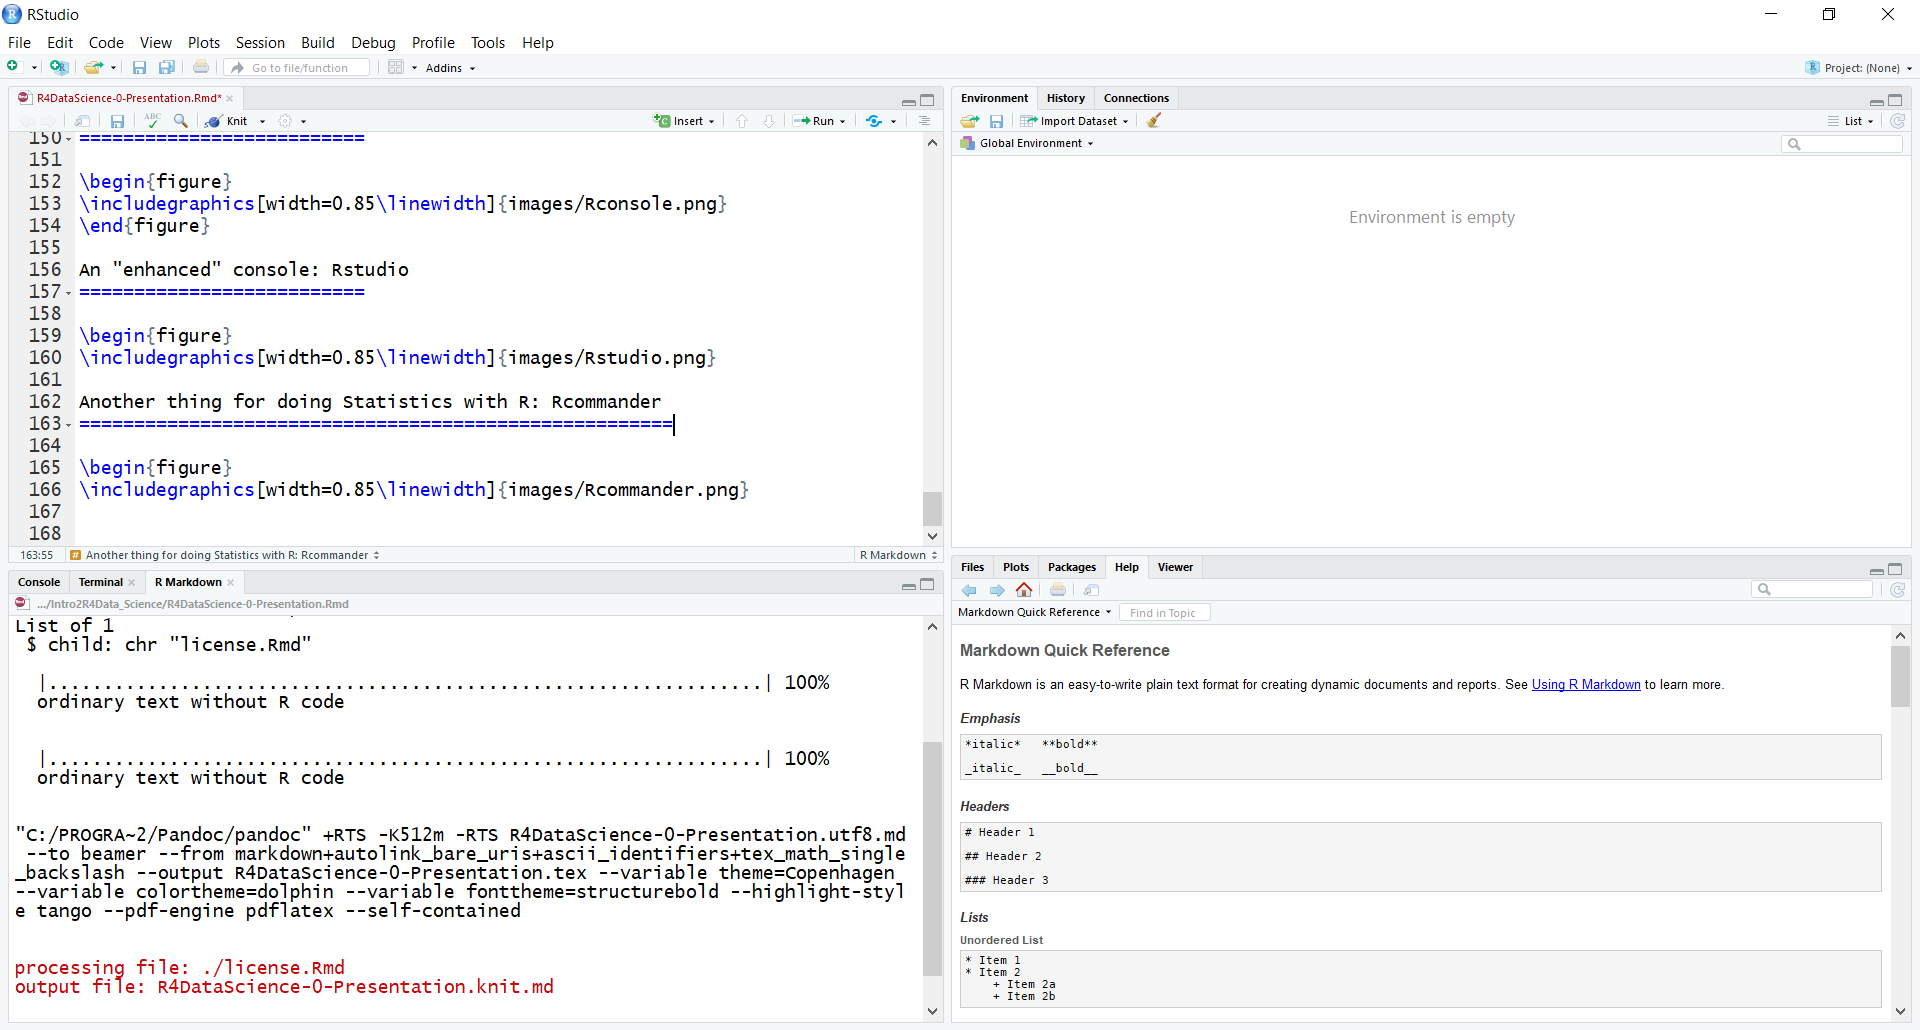 RStudio
File Edit Code View Plots Session Build Debug Profile Tools Help
Go to file/function Addins Project: (None)
R4DataScience-0-Presentation.Rmd*
ABC Knit Insert Run
150 ==========================
151
152 \begin{figure}
153 \includegraphics[width=0.85\linewidth]{images/Rconsole.png}
154 \end{figure}
155
156 An "enhanced" console: Rstudio
157 ==========================
158
159 \begin{figure}
160 \includegraphics[width=0.85\linewidth]{images/Rstudio.png}
161
162 Another thing for doing Statistics with R: Rcommander
163 ======================================================
164
165 \begin{figure}
166 \includegraphics[width=0.85\linewidth]{images/Rcommander.png}
167
168
163:55 # Another thing for doing Statistics with R: Rcommander R Markdown
Console Terminal R Markdown
.../Intro2R4Data_Science/R4DataScience-0-Presentation.Rmd
List of 1
$ child: chr "license.Rmd"
|.................................................................| 100%
ordinary text without R code
|.................................................................| 100%
ordinary text without R code
"C:/PROGRA~2/Pandoc/pandoc" +RTS -K512m -RTS R4DataScience-0-Presentation.utf8.md
--to beamer --from markdown+autolink_bare_uris+ascii_identifiers+tex_math_single
_backslash --output R4DataScience-0-Presentation.tex --variable theme=Copenhagen
--variable colortheme=dolphin --variable fonttheme=structurebold --highlight-styl
e tango --pdf-engine pdflatex --self-contained
processing file: ./license.Rmd
output file: R4DataScience-0-Presentation.knit.md
Environment History Connections
Import Dataset List
Global Environment
Environment is empty
Files Plots Packages Help Viewer
Markdown Quick Reference Find in Topic
Markdown Quick Reference
R Markdown is an easy-to-write plain text format for creating dynamic documents and reports. See Using R Markdown to learn more.
Emphasis
*italic* **bold**
_italic_ __bold__
Headers
# Header 1
## Header 2
### Header 3
Lists
Unordered List
* Item 1
* Item 2
+ Item 2a
+ Item 2b